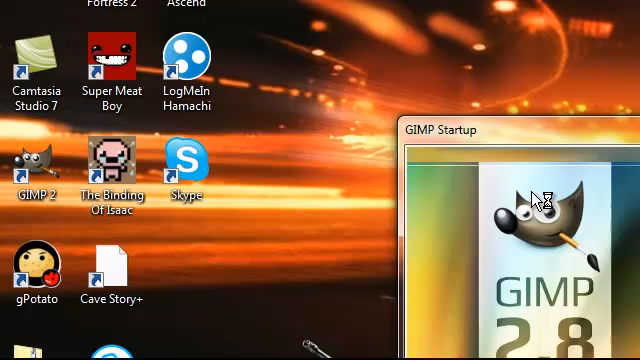 Fortress 2
Ascend
Camtasia
Studio 7
Super Meat
Boy
LogMeIn
Hamachi
GIMP Startup
GIMP 2
The Binding
Of Isaac
Skype
gPotato
Cave Story+
GIMP
2.8